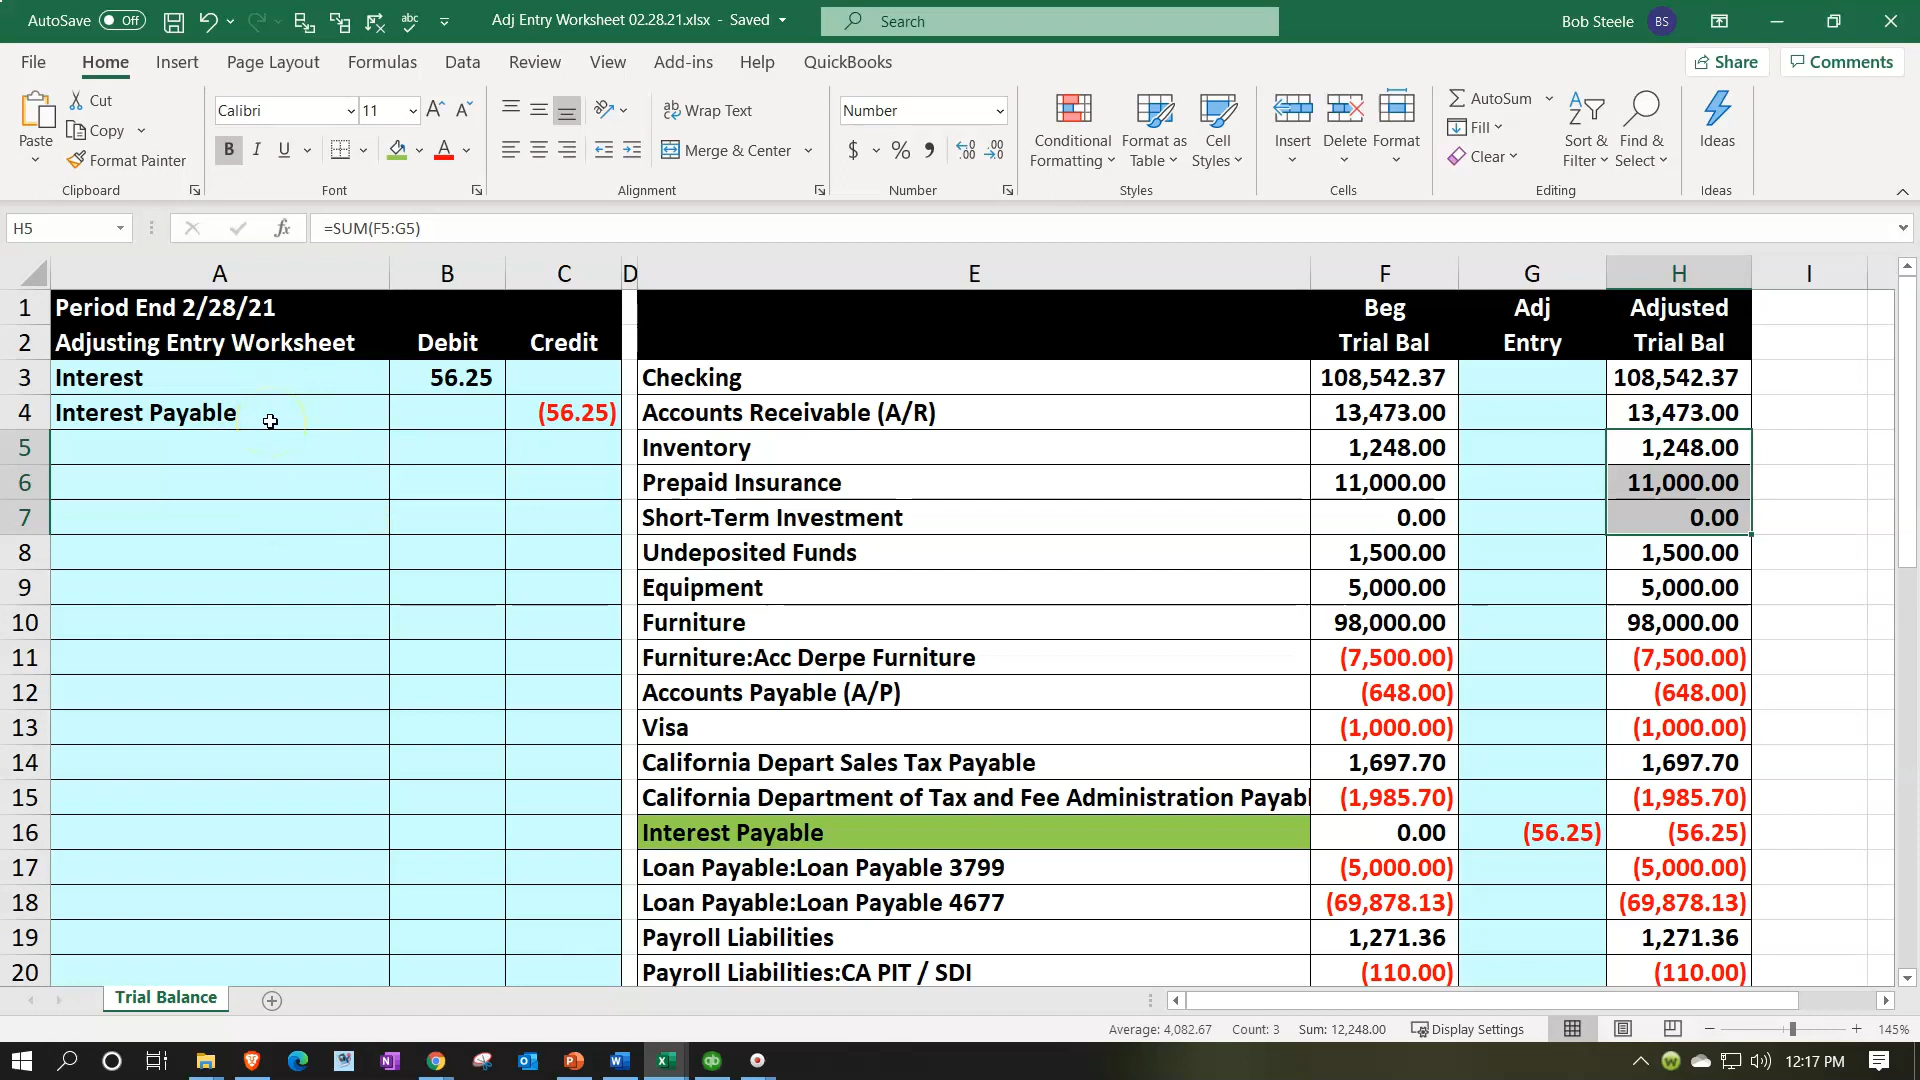 AutoSave Off abc Adj Entry Worksheet 02.28.21.xlsx - Saved Search Bob Steele BS
File Home Insert Page Layout Formulas Data Review View Add-ins Help QuickBooks Share Comments
Paste Cut Copy Format Painter
Calibri 11 A A B I U A
ab Wrap Text Merge & Center
Number $ % 9 .00 .00
Conditional Formatting Format as Table Cell Styles
Insert Delete Format
AutoSum Fill Clear Sort & Filter Find & Select Ideas
Clipboard Font Alignment Number Styles Cells Editing Ideas
H5 fx =SUM(F5:G5)
A B C D E F G H I
1 Period End 2/28/21 Beg Adj Adjusted
2 Adjusting Entry Worksheet Debit Credit Trial Bal Entry Trial Bal
3 Interest 56.25 Checking 108,542.37 108,542.37
4 Interest Payable (56.25) Accounts Receivable (A/R) 13,473.00 13,473.00
5 Inventory 1,248.00 1,248.00
6 Prepaid Insurance 11,000.00 11,000.00
7 Short-Term Investment 0.00 0.00
8 Undeposited Funds 1,500.00 1,500.00
9 Equipment 5,000.00 5,000.00
10 Furniture 98,000.00 98,000.00
11 Furniture:Acc Derpe Furniture (7,500.00) (7,500.00)
12 Accounts Payable (A/P) (648.00) (648.00)
13 Visa (1,000.00) (1,000.00)
14 California Depart Sales Tax Payable 1,697.70 1,697.70
15 California Department of Tax and Fee Administration Payabl (1,985.70) (1,985.70)
16 Interest Payable 0.00 (56.25) (56.25)
17 Loan Payable:Loan Payable 3799 (5,000.00) (5,000.00)
18 Loan Payable:Loan Payable 4677 (69,878.13) (69,878.13)
19 Payroll Liabilities 1,271.36 1,271.36
20 Payroll Liabilities:CA PIT / SDI (110.00) (110.00)
Trial Balance
Average: 4,082.67 Count: 3 Sum: 12,248.00 Display Settings 145%
12:17 PM